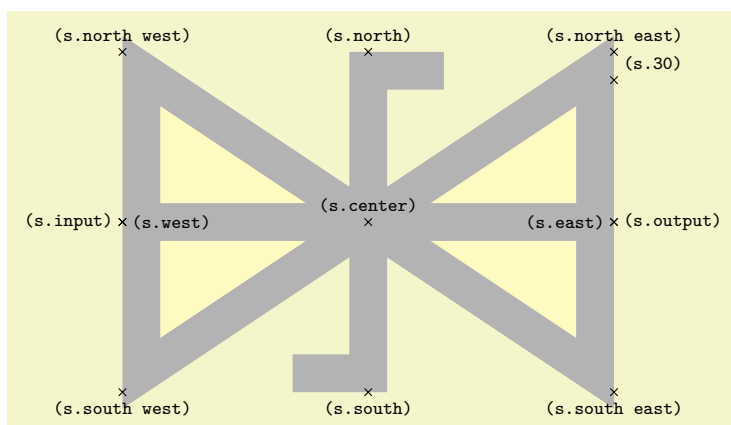 (s.north west) (s.north) (s.north east)
(s.30)
(s.center)
(s.input) (s.west) (s.east) (s.output)
(s.south west) (s.south) (s.south east)